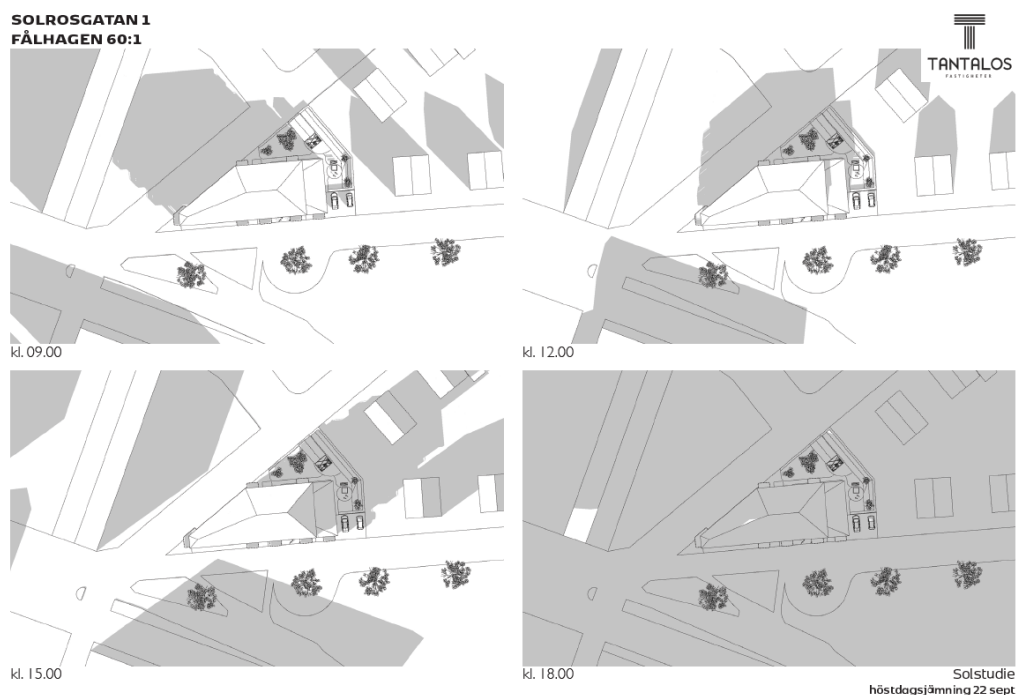 SOLROSGATAN 1
FÅLHAGEN 60:1
TANTALOS
FASTIGHETER
kl. 09.00
kl. 12.00
kl. 15.00
kl. 18.00
Solstudie
höstdagsjämning 22 sept